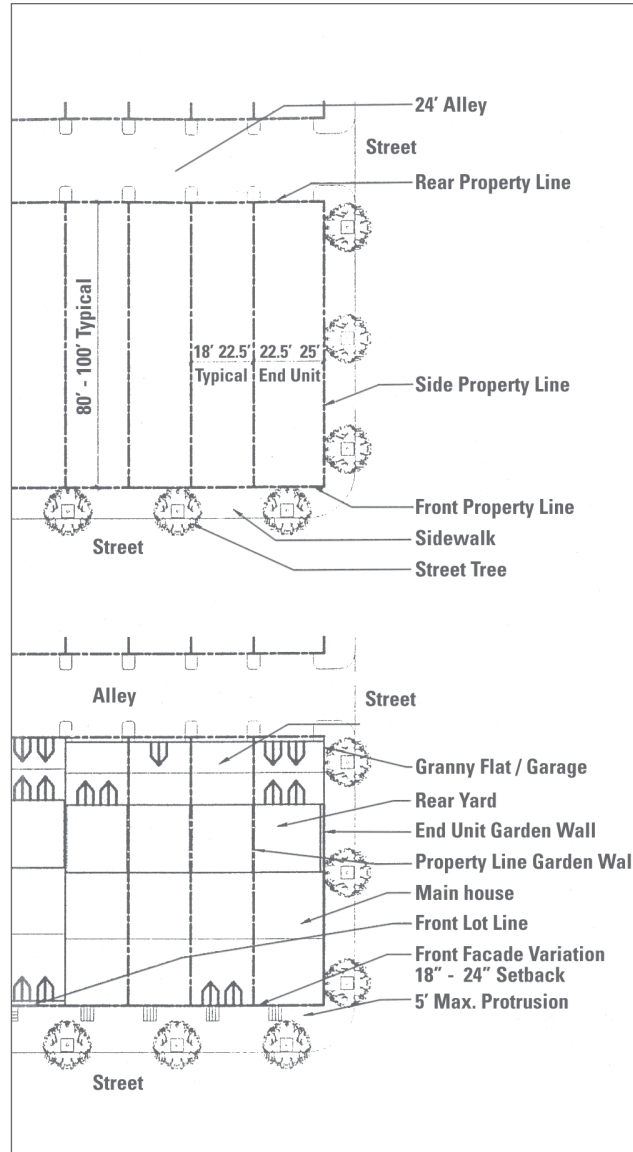 24' Alley
Street
Rear Property Line
80' - 100' Typical
18' 22.5' 22.5' 25'
Typical End Unit
Side Property Line
Front Property Line
Sidewalk
Street
Street Tree
Alley
Street
Granny Flat / Garage
Rear Yard
End Unit Garden Wall
Property Line Garden Wal
Main house
Front Lot Line
Front Facade Variation
18" - 24" Setback
5' Max. Protrusion
Street